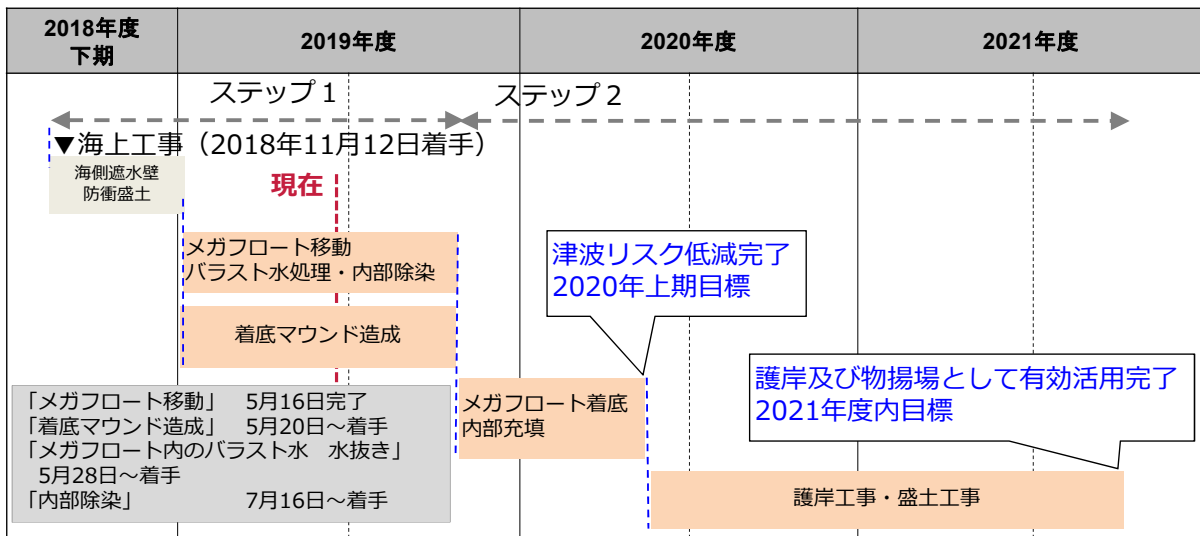 2018年度
下期
2019年度
2020年度
2021年度
ステップ１
ステップ２
▼海上工事（2018年11月12日着手）
海側遮水壁
防衝盛土
現在
メガフロート移動
バラスト水処理・内部除染
着底マウンド造成
津波リスク低減完了
2020年上期目標
護岸及び物揚場として有効活用完了
2021年度内目標
「メガフロート移動」 5月16日完了
「着底マウンド造成」 5月20日～着手
「メガフロート内のバラスト水　水抜き」
5月28日～着手
「内部除染」 7月16日～着手
メガフロート着底
内部充填
護岸工事・盛土工事